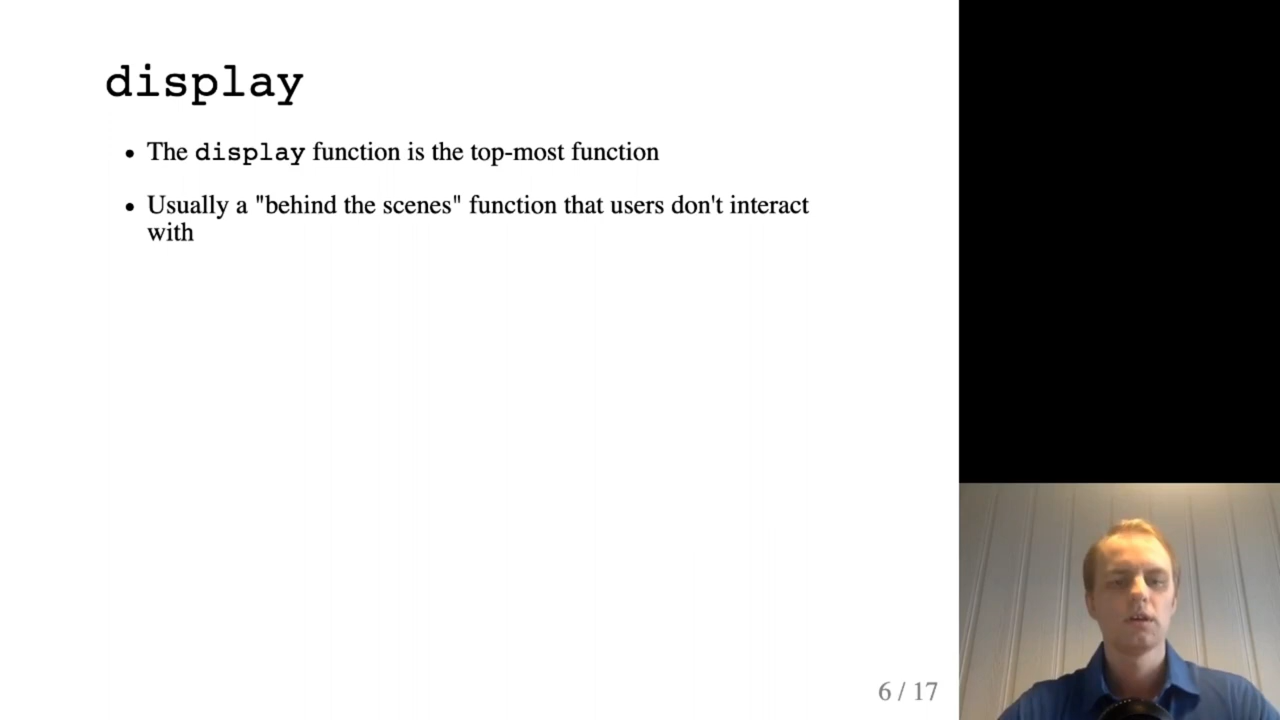 display
• The display function is the top-most function
• Usually a "behind the scenes" function that users don't interact
with
6 / 17